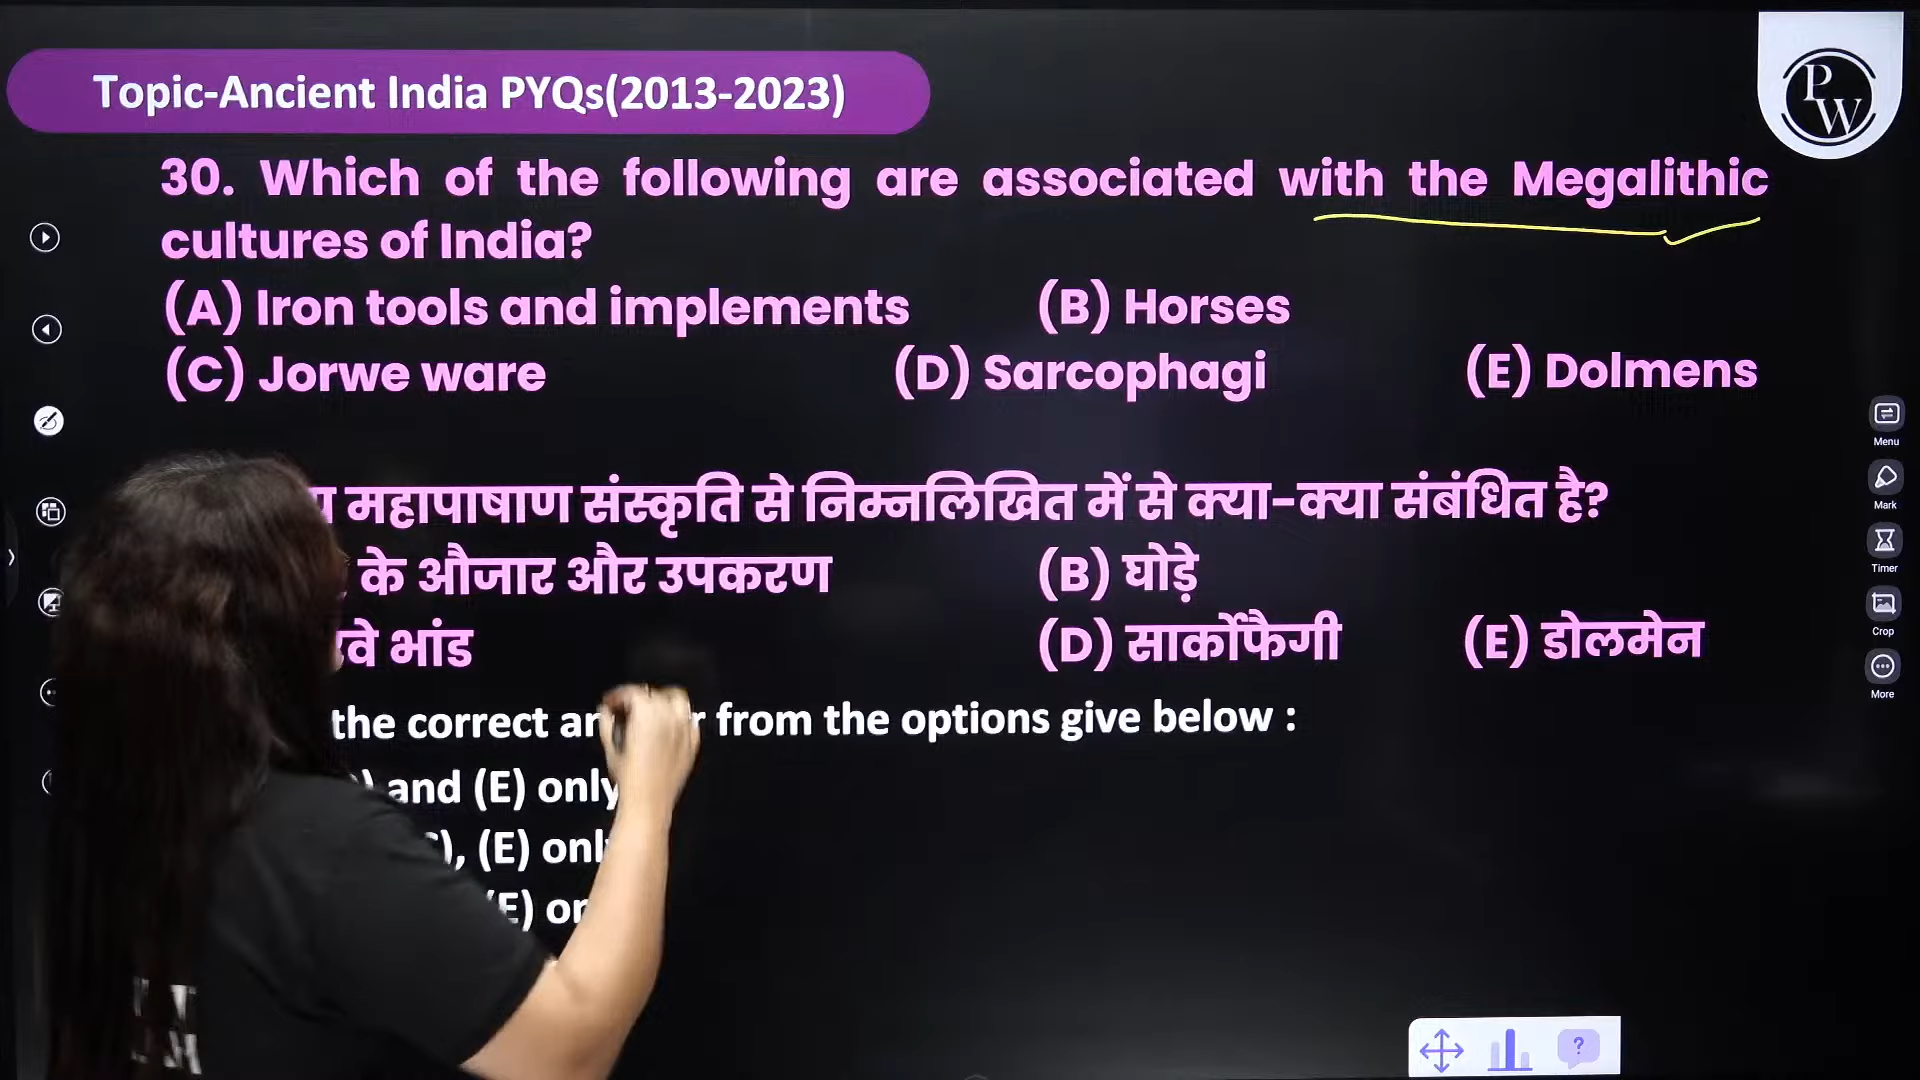 Topic-Ancient India PYQs(2013-2023)
PW
30. Which of the following are associated with the Megalithic
cultures of India?
(A) Iron tools and implements (B) Horses
(C) Jorwe ware (D) Sarcophagi (E) Dolmens
महापाषाण संस्कृति से निम्नलिखित में से क्या-क्या संबंधित है?
के औजार और उपकरण (B) घोड़े
भांड (D) सार्कोफैगी (E) डोलमेन
the correct from the options give below :
and (E) only
(E) only
(E)
Menu
Mark
Timer
Crop
More